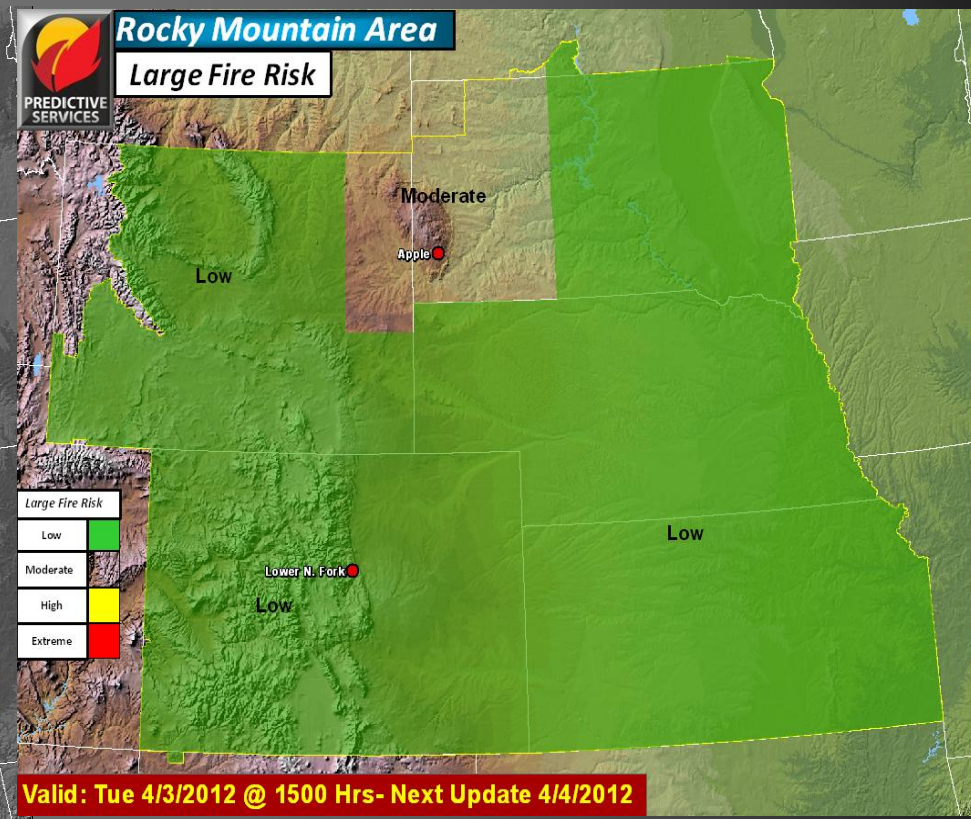 Rocky Mountain Area
Large Fire Risk
PREDICTIVE
SERVICES
Moderate
Apple
Low
Large Fire Risk
Low
Moderate
High
Extreme
Low
Lower N. Fork
Low
Valid: Tue 4/3/2012 @ 1500 Hrs- Next Update 4/4/2012